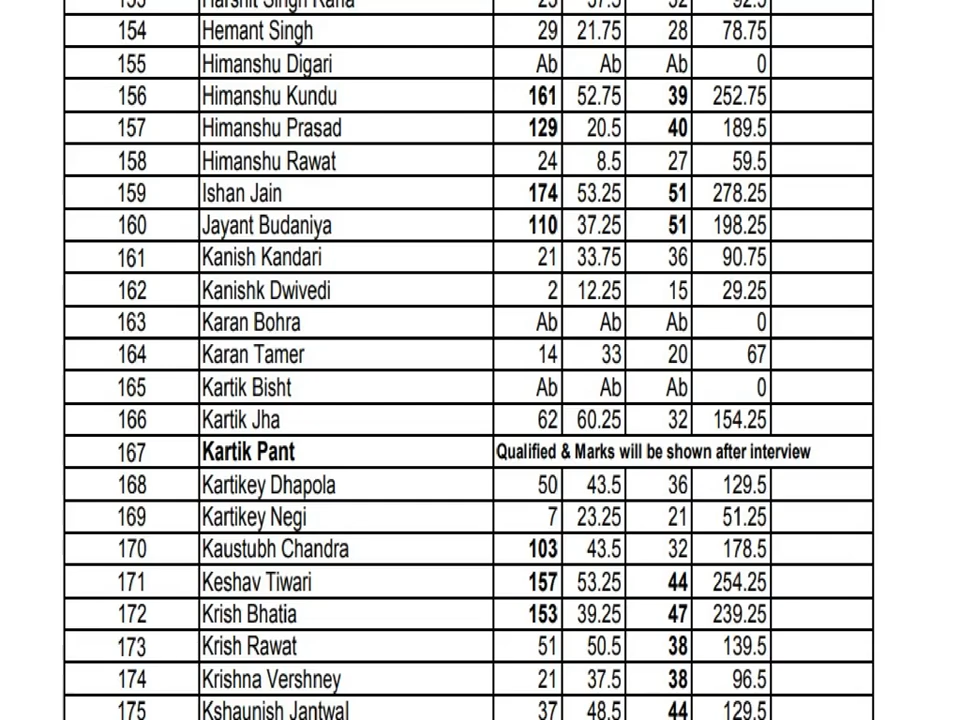 153 Harshit Singh Rana 25 37.5 32 92.5
154 Hemant Singh 29 21.75 28 78.75
155 Himanshu Digari Ab Ab Ab 0
156 Himanshu Kundu 161 52.75 39 252.75
157 Himanshu Prasad 129 20.5 40 189.5
158 Himanshu Rawat 24 8.5 27 59.5
159 Ishan Jain 174 53.25 51 278.25
160 Jayant Budaniya 110 37.25 51 198.25
161 Kanish Kandari 21 33.75 36 90.75
162 Kanishk Dwivedi 2 12.25 15 29.25
163 Karan Bohra Ab Ab Ab 0
164 Karan Tamer 14 33 20 67
165 Kartik Bisht Ab Ab Ab 0
166 Kartik Jha 62 60.25 32 154.25
167 Kartik Pant Qualified & Marks will be shown after interview
168 Kartikey Dhapola 50 43.5 36 129.5
169 Kartikey Negi 7 23.25 21 51.25
170 Kaustubh Chandra 103 43.5 32 178.5
171 Keshav Tiwari 157 53.25 44 254.25
172 Krish Bhatia 153 39.25 47 239.25
173 Krish Rawat 51 50.5 38 139.5
174 Krishna Vershney 21 37.5 38 96.5
175 Kshaunish Jantwal 37 48.5 44 129.5